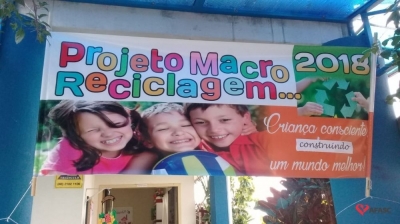 Projeto Macro
Reciclagem...
2018
Criança consciente
construindo
um mundo melhor!